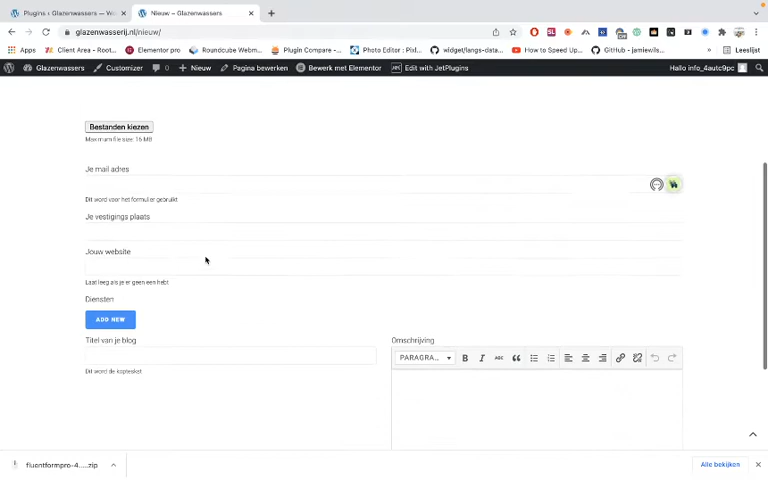 Plugins ‹ Glazenwassers — W
Nieuw – Glazenwassers
glazenwasserij.nl/nieuw/
Apps
Client Area - Root...
Elementor pro
Roundcube Webm...
Plugin Compare -...
Photo Editor : Pixl...
widget/langs-data...
How to Speed Up...
GitHub - jamiewils...
»
Leeslijst
Glazenwassers
Customizer
0
Nieuw
Pagina bewerken
Bewerk met Elementor
Edit with JetPlugins
Hallo info_4autc9pc
Bestanden kiezen
Maximum file size: 16 MB
Je mail adres
Dit word voor het formulier gebruikt
Je vestigings plaats
Jouw website
Laat leeg als je er geen een hebt
Diensten
ADD NEW
Titel van je blog
Dit word de koptekst
Omschrijving
PARAGRA...
B
I
ABC
fluentformpro-4.....zip
Alle bekijken